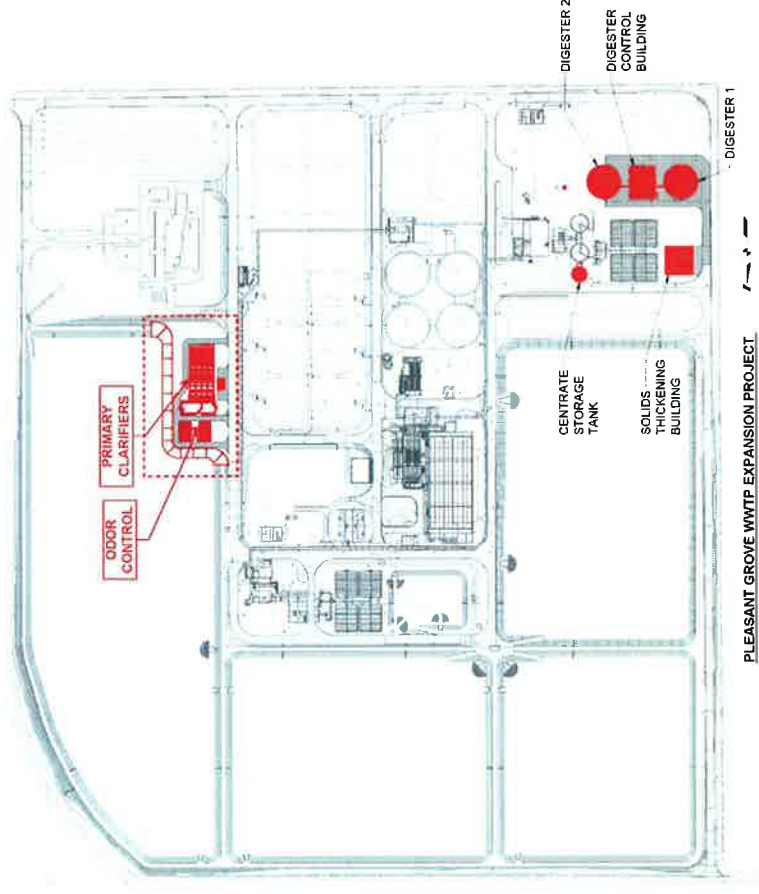 ODOR
CONTROL
PRIMARY
CLARIFIERS
CENTRATE
STORAGE
TANK
SOLIDS
THICKENING
BUILDING
DIGESTER 2
DIGESTER
CONTROL
BUILDING
DIGESTER 1
PLEASANT GROVE WWTP EXPANSION PROJECT